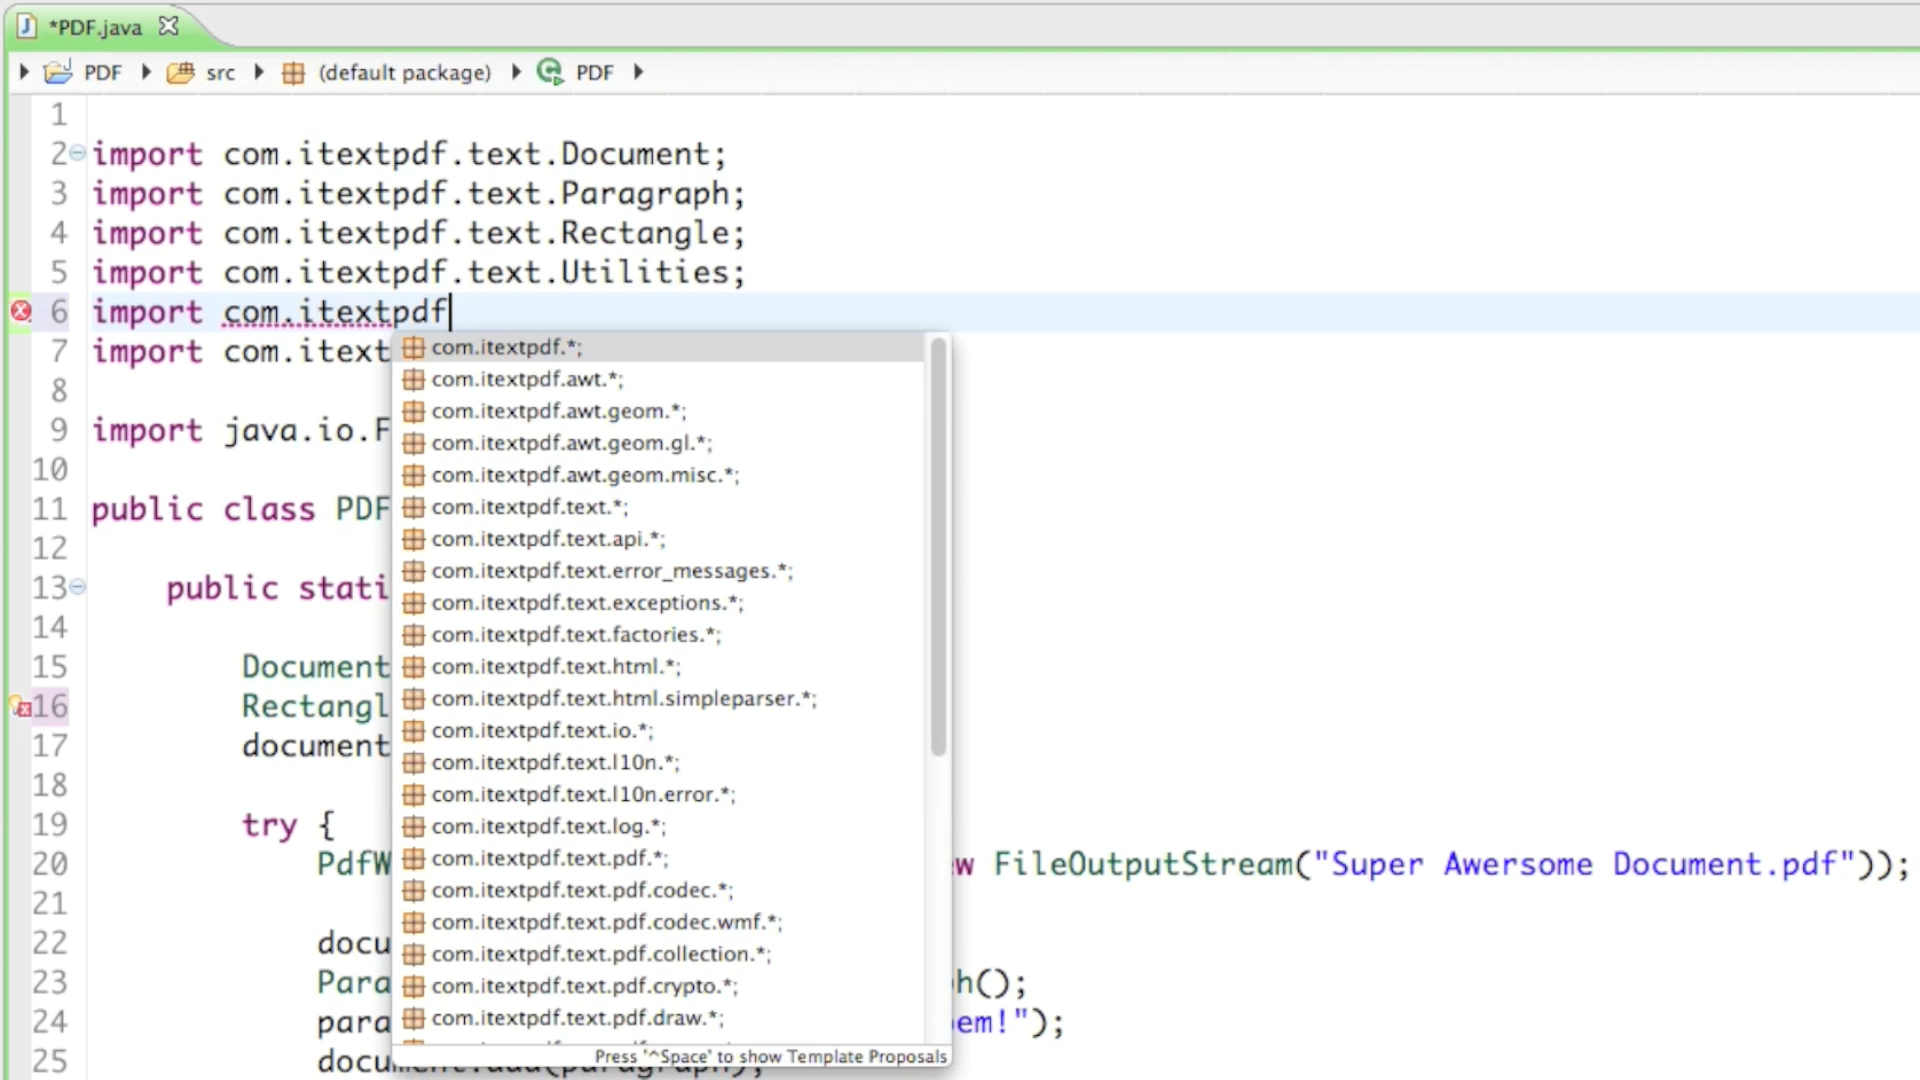 *PDF.java
PDF src (default package) PDF
1
2 import com.itextpdf.text.Document;
3 import com.itextpdf.text.Paragraph;
4 import com.itextpdf.text.Rectangle;
5 import com.itextpdf.text.Utilities;
6 import com.itextpdf
7 import com.itext
8
9 import java.io.F
10
11 public class PDF
12
13 public stati
14
15 Document
16 Rectangl
17 document
18
19 try {
20 PdfW ew FileOutputStream("Super Awersome Document.pdf"));
21
22 docu
23 Para h();
24 para em!");
25 document.add(paragraph);
com.itextpdf.*;
com.itextpdf.awt.*;
com.itextpdf.awt.geom.*;
com.itextpdf.awt.geom.gl.*;
com.itextpdf.awt.geom.misc.*;
com.itextpdf.text.*;
com.itextpdf.text.api.*;
com.itextpdf.text.error_messages.*;
com.itextpdf.text.exceptions.*;
com.itextpdf.text.factories.*;
com.itextpdf.text.html.*;
com.itextpdf.text.html.simpleparser.*;
com.itextpdf.text.io.*;
com.itextpdf.text.l10n.*;
com.itextpdf.text.l10n.error.*;
com.itextpdf.text.log.*;
com.itextpdf.text.pdf.*;
com.itextpdf.text.pdf.codec.*;
com.itextpdf.text.pdf.codec.wmf.*;
com.itextpdf.text.pdf.collection.*;
com.itextpdf.text.pdf.crypto.*;
com.itextpdf.text.pdf.draw.*;
Press '^Space' to show Template Proposals